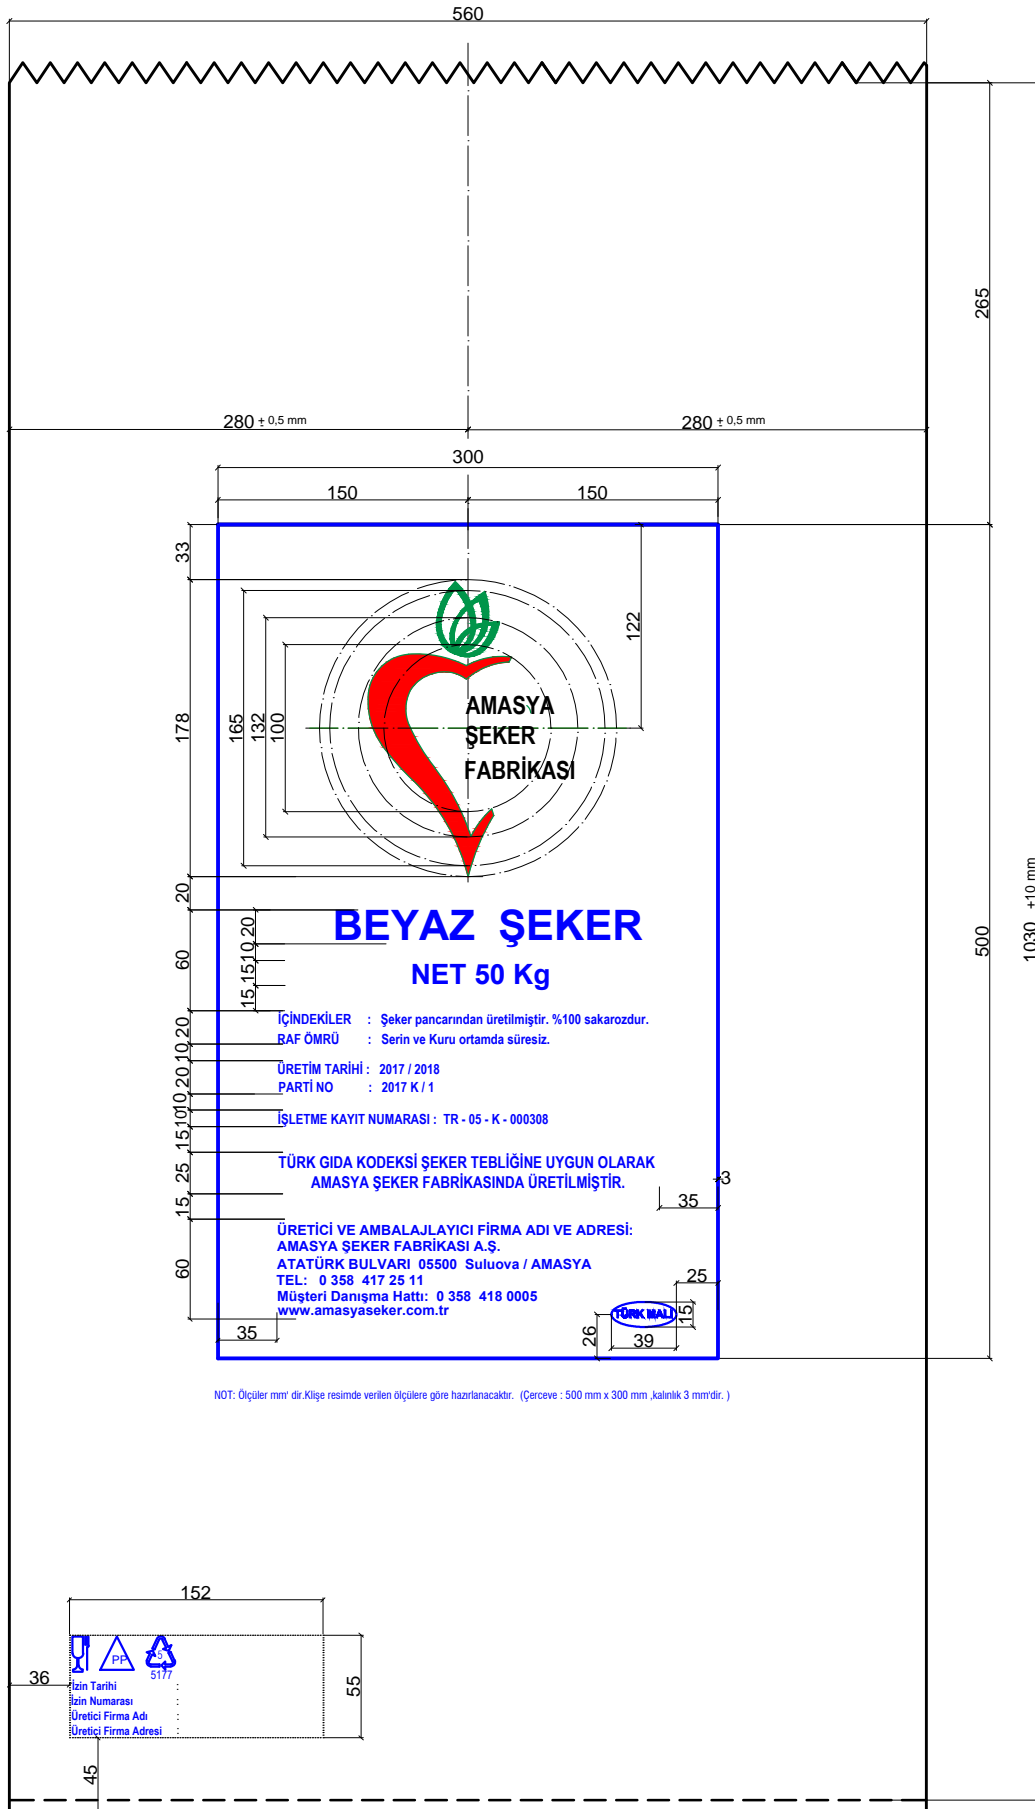 560
265
280 ± 0,5 mm
280 ± 0,5 mm
300
150
150
33
122
178
165
132
100
AMASYA
ŞEKER
FABRİKASI
20
1030 +10 mm
500
60
20
10
15
15
BEYAZ ŞEKER
NET 50 Kg
20
10
20
10
10
15
25
15
60
İÇİNDEKİLER : Şeker pancarından üretilmiştir. %100 sakarozdur.
RAF ÖMRÜ : Serin ve Kuru ortamda süresiz.
ÜRETİM TARİHİ : 2017 / 2018
PARTİ NO : 2017 K / 1
İŞLETME KAYIT NUMARASI : TR - 05 - K - 000308
TÜRK GIDA KODEKSİ ŞEKER TEBLİĞİNE UYGUN OLARAK
AMASYA ŞEKER FABRİKASINDA ÜRETİLMİŞTİR.
3
35
ÜRETİCİ VE AMBALAJLAYICI FİRMA ADI VE ADRESİ:
AMASYA ŞEKER FABRİKASI A.Ş.
ATATÜRK BULVARI 05500 Suluova / AMASYA
TEL: 0 358 417 25 11
Müşteri Danışma Hattı: 0 358 418 0005
www.amasyaseker.com.tr
25
TÜRK MALI
15
26
39
35
NOT: Ölçüler mm' dir.Klişe resimde verilen ölçülere göre hazırlanacaktır. (Çerceve : 500 mm x 300 mm ,kalınlık 3 mm'dir. )
152
PP
5
5177
36
55
İzin Tarihi :
İzin Numarası :
Üretici Firma Adı :
Üretici Firma Adresi :
45